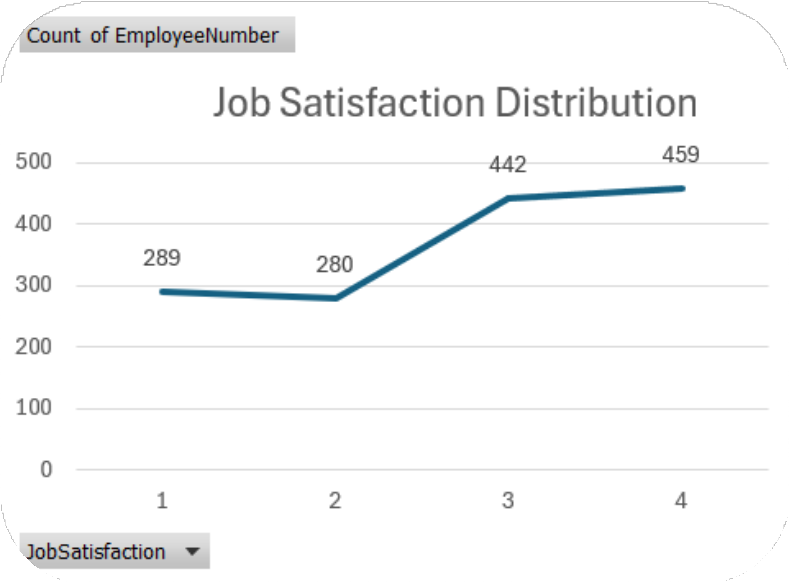 Count of EmployeeNumber
Job Satisfaction Distribution
500
400
300
200
100
0
289
280
442
459
1 2 3 4
JobSatisfaction